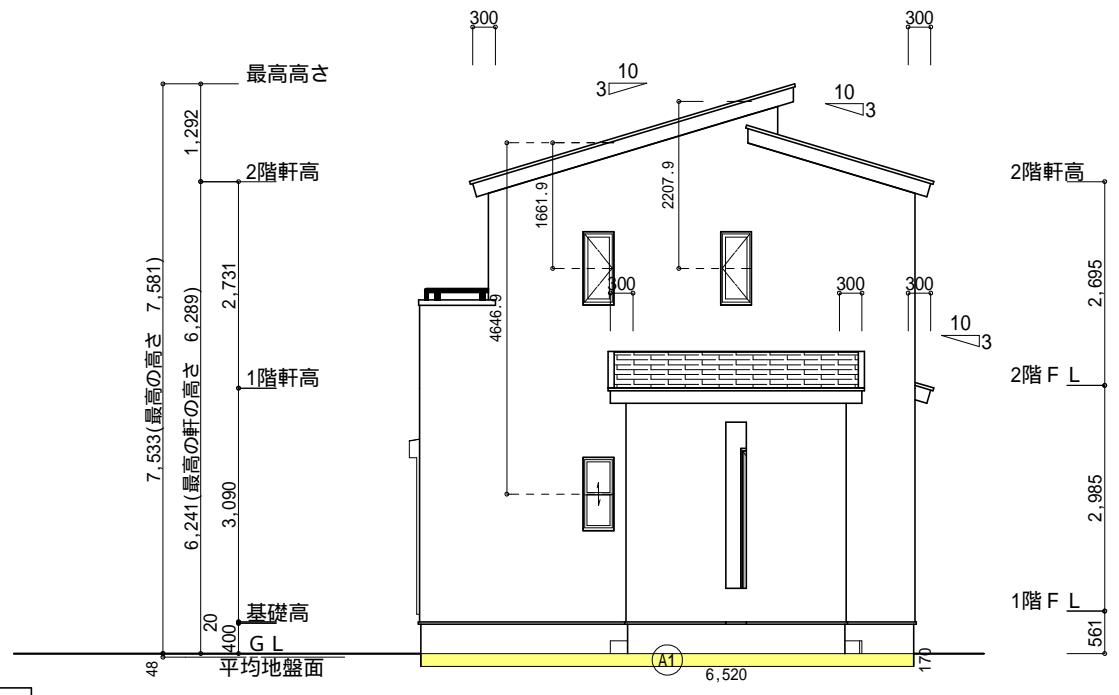 300
300
最高高さ
10
3
10
3
1,292
2階軒高
2階軒高
1661.9
2207.9
2,731
2,695
300
300
300
4646.9
10
3
7,533(最高の高さ 7,581)
6,241(最高の軒の高さ 6,289)
1階軒高
2階FL
3,090
2,985
基礎高
1階FL
20
400
GL
561
平均地盤面
48
A1
6,520
170